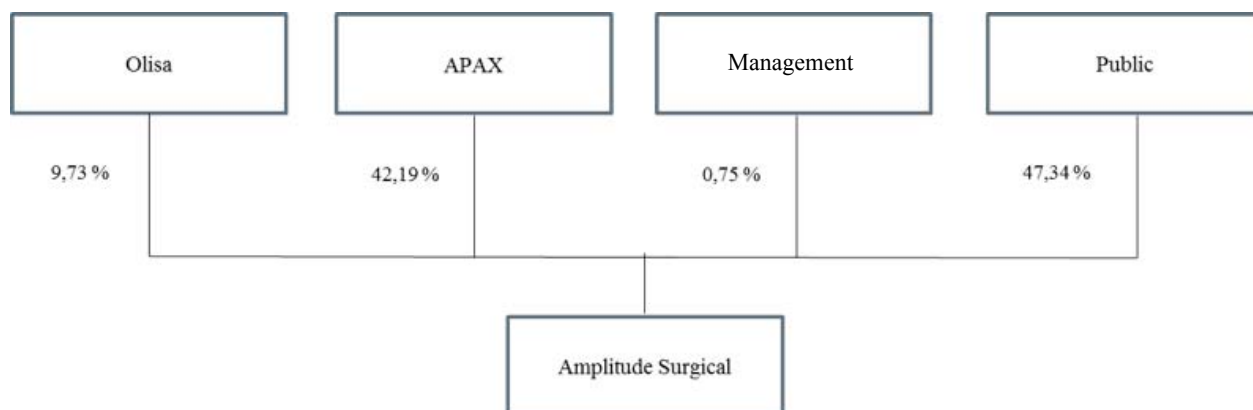 Olisa
APAX
Management
Public
9,73 %
42,19 %
0,75 %
47,34 %
Amplitude Surgical